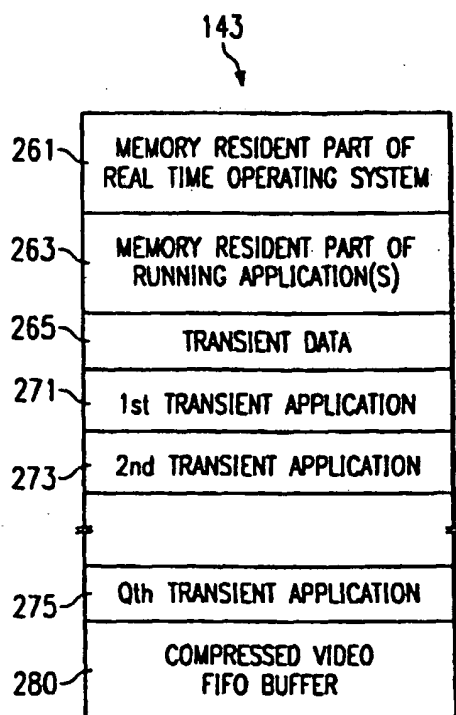 143
261 MEMORY RESIDENT PART OF
REAL TIME OPERATING SYSTEM
263 MEMORY RESIDENT PART OF
RUNNING APPLICATION(S)
265 TRANSIENT DATA
271 1st TRANSIENT APPLICATION
273 2nd TRANSIENT APPLICATION
275 Qth TRANSIENT APPLICATION
280 COMPRESSED VIDEO
FIFO BUFFER